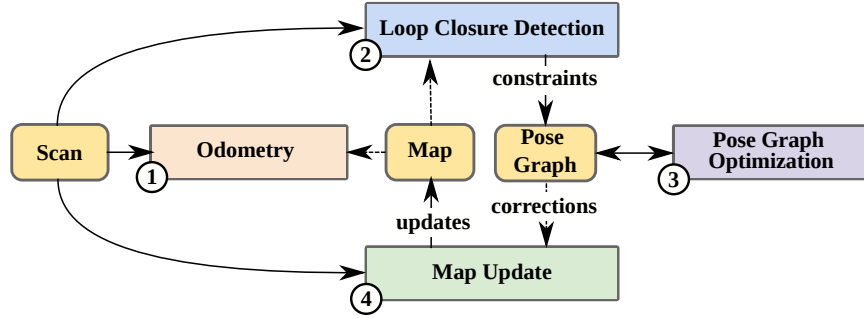 Loop Closure Detection
2
constraints
Scan
Odometry
1
Map
Pose
Graph
Pose Graph
Optimization
3
updates
corrections
Map Update
4